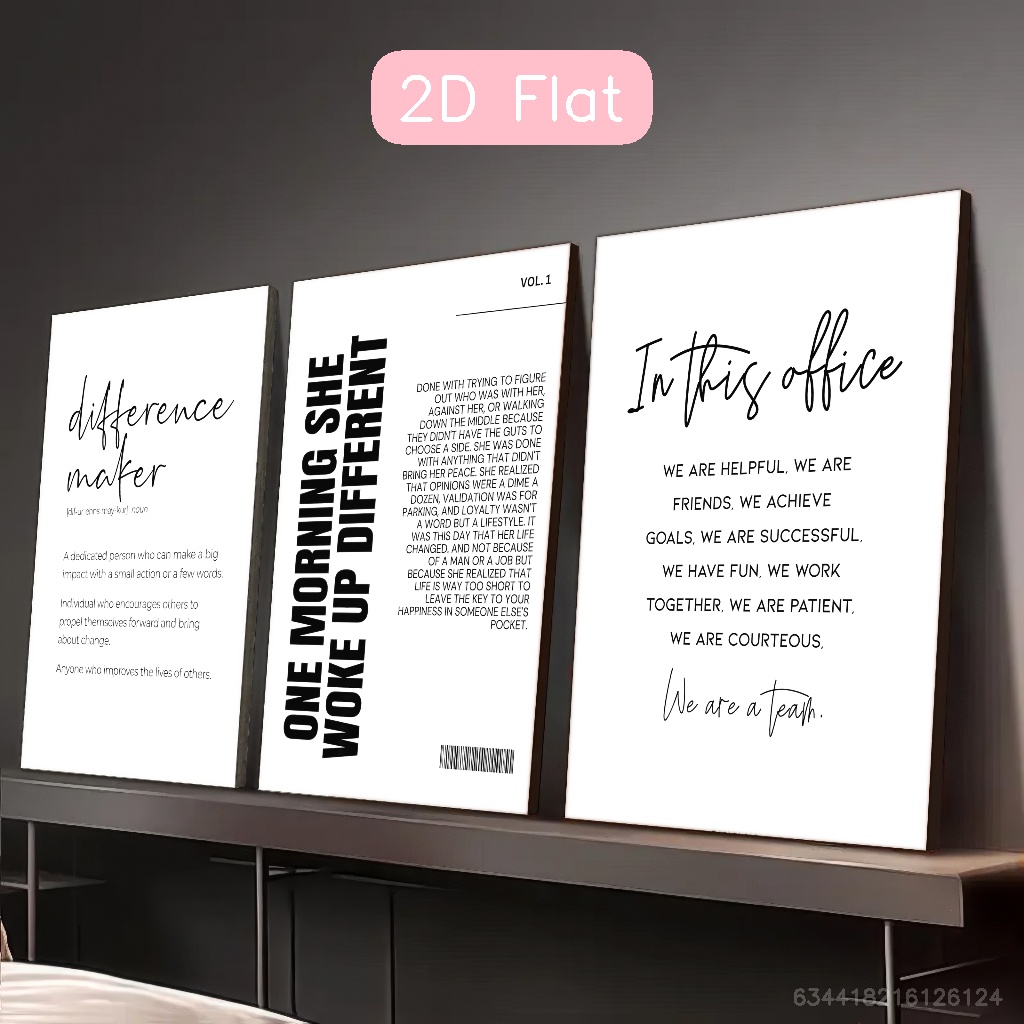 2D Flat
difference
maker
[dif-ur-enns may-kur] noun
A dedicated person who can make a big
impact with a small action or a few words.
Individual who encourages others to
propel themselves forward and bring
about change.
Anyone who improves the lives of others.
VOL. 1
ONE MORNING SHE
WOKE UP DIFFERENT
DONE WITH TRYING TO FIGURE
OUT WHO WAS WITH HER,
AGAINST HER, OR WALKING
DOWN THE MIDDLE BECAUSE
THEY DIDN'T HAVE THE GUTS TO
CHOOSE A SIDE. SHE WAS DONE
WITH ANYTHING THAT DIDN'T
BRING HER PEACE. SHE REALIZED
THAT OPINIONS WERE A DIME A
DOZEN, VALIDATION WAS FOR
PARKING, AND LOYALTY WASN'T
A WORD BUT A LIFESTYLE. IT
WAS THIS DAY THAT HER LIFE
CHANGED. AND NOT BECAUSE
OF A MAN OR A JOB BUT
BECAUSE SHE REALIZED THAT
LIFE IS WAY TOO SHORT TO
LEAVE THE KEY TO YOUR
HAPPINESS IN SOMEONE ELSE'S
POCKET.
In this office
WE ARE HELPFUL, WE ARE
FRIENDS, WE ACHIEVE
GOALS, WE ARE SUCCESSFUL,
WE HAVE FUN, WE WORK
TOGETHER, WE ARE PATIENT,
WE ARE COURTEOUS,
We are a team.
634418216126124